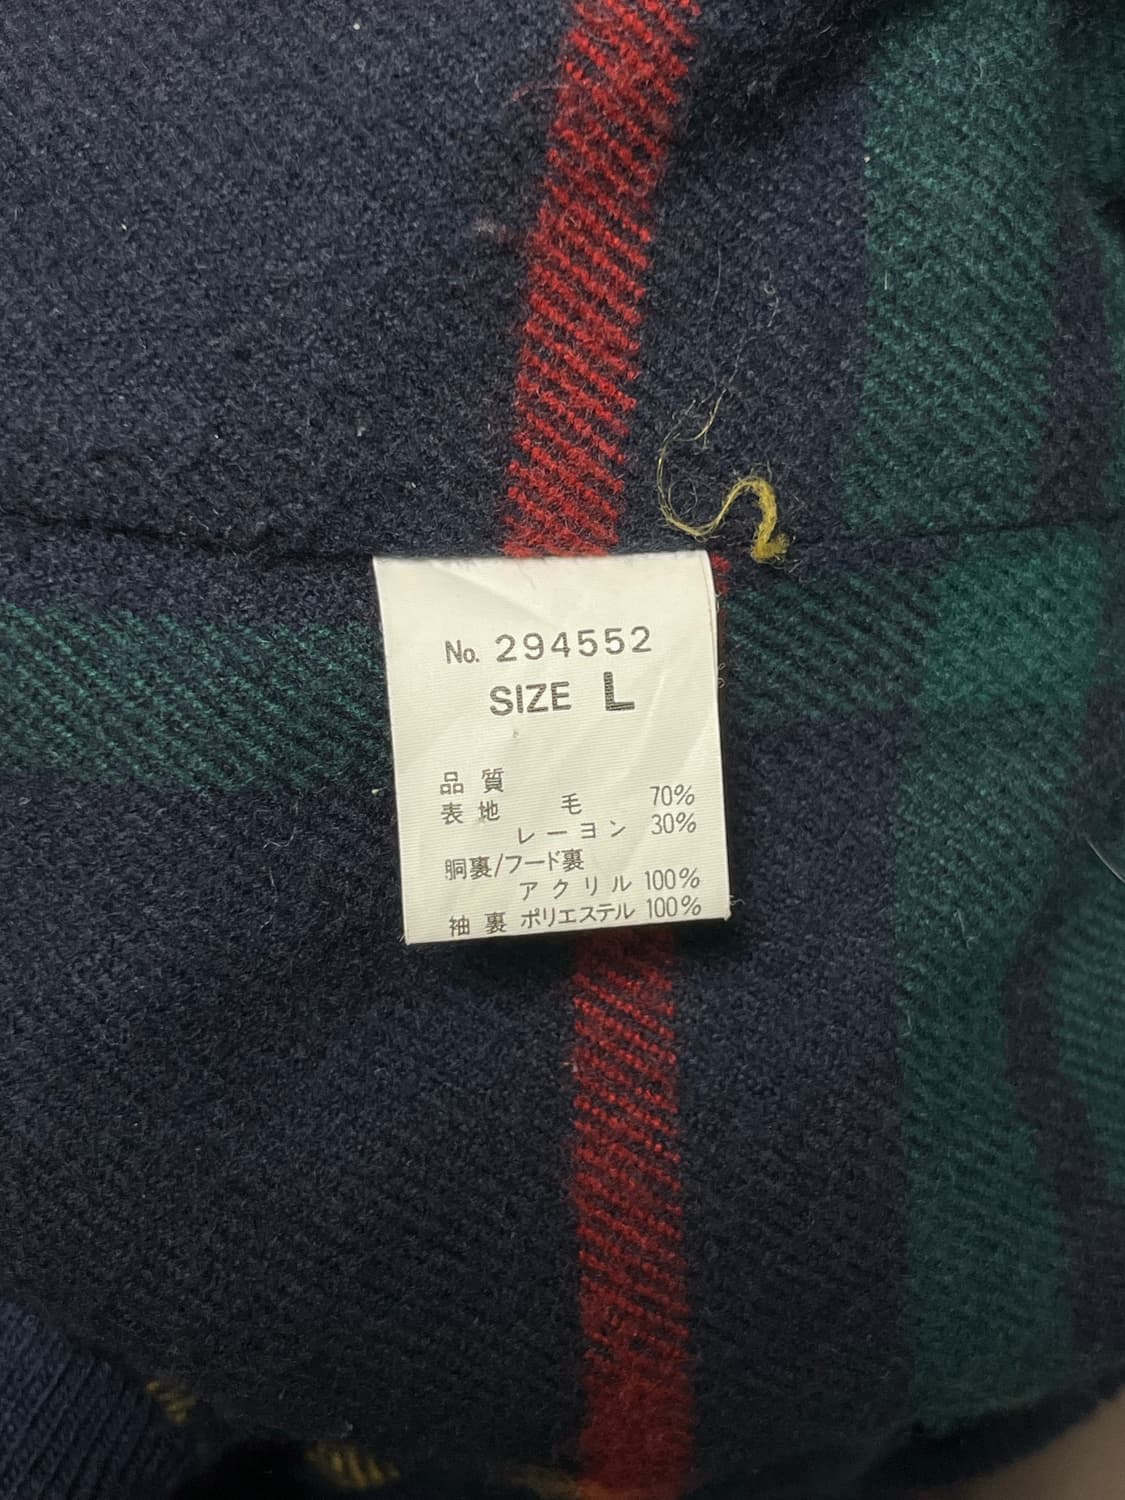 No. 294552
SIZE L
品質
表地 毛 70%
レーヨン 30%
胴裏/フード裏
アクリル 100%
袖裏 ポリエステル 100%